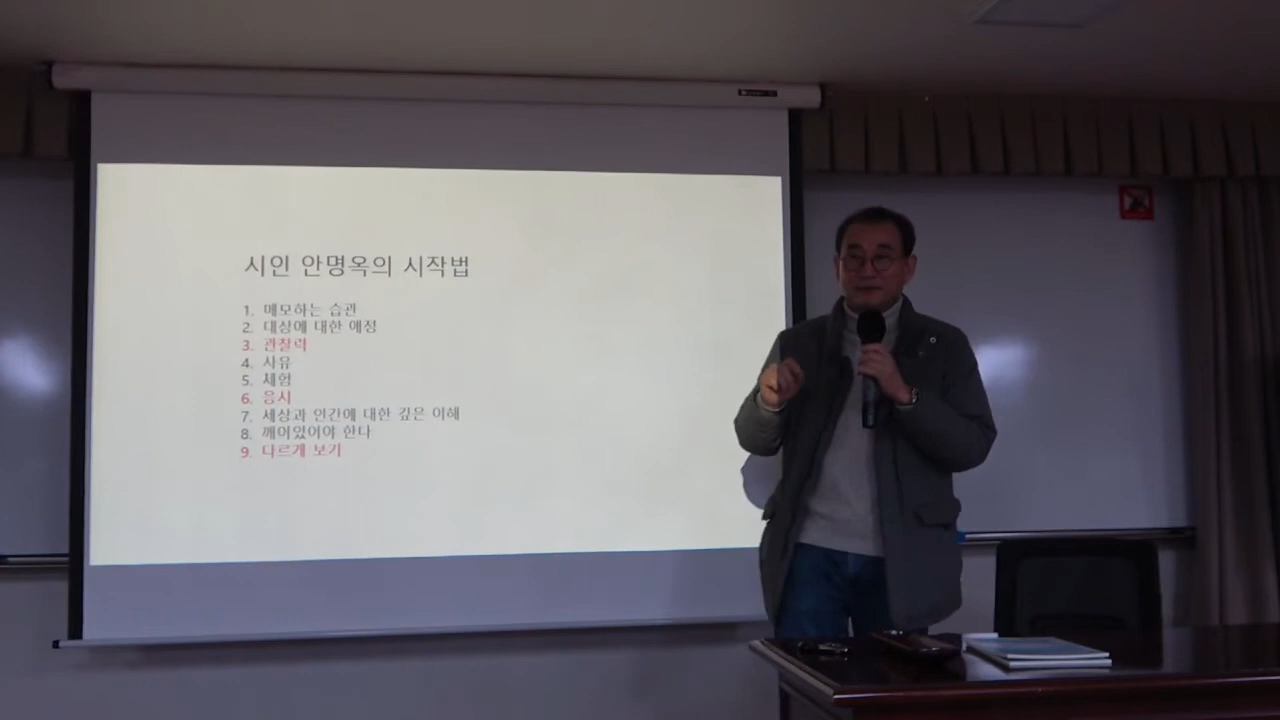 시인 안명옥의 시작법
1. 메모하는 습관
2. 대상에 대한 애정
3. 관찰력
4. 사유
5. 체험
6. 응시
7. 세상과 인간에 대한 깊은 이해
8. 깨어있어야 한다
9. 다르게 보기